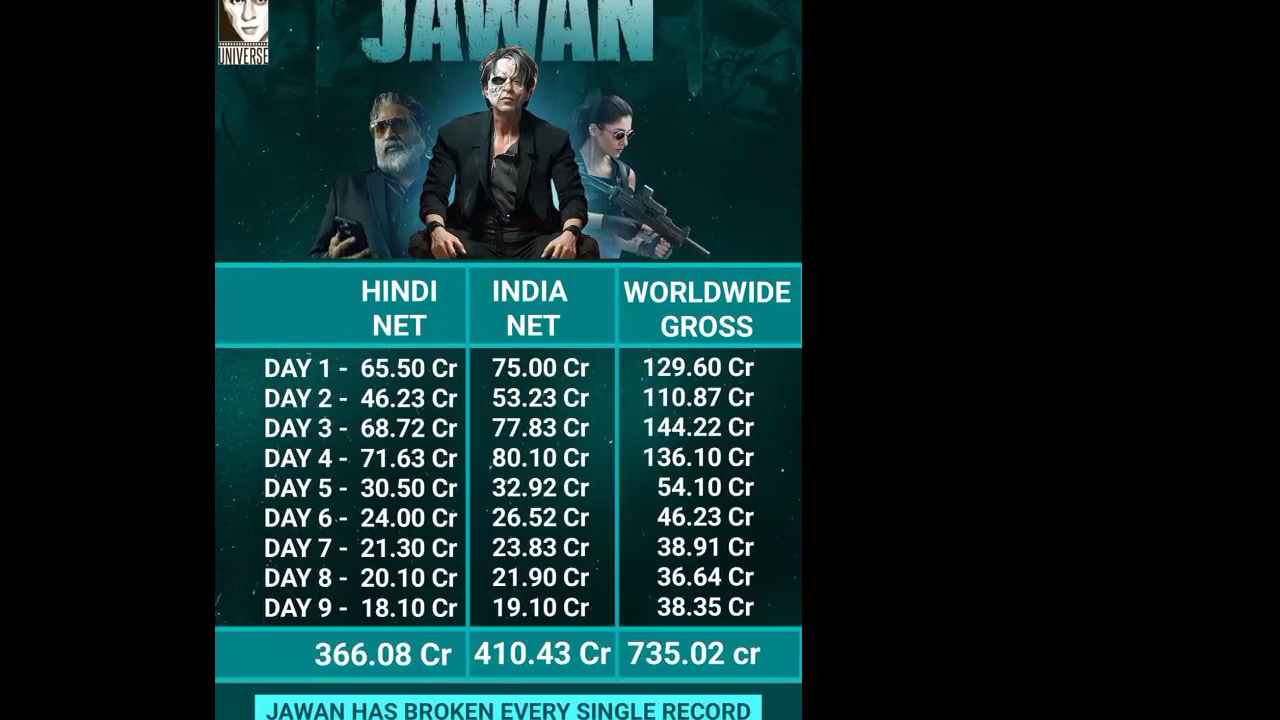 JAWAN
UNIVERSE
HINDI NET INDIA NET WORLDWIDE GROSS
DAY 1 - 65.50 Cr 75.00 Cr 129.60 Cr
DAY 2 - 46.23 Cr 53.23 Cr 110.87 Cr
DAY 3 - 68.72 Cr 77.83 Cr 144.22 Cr
DAY 4 - 71.63 Cr 80.10 Cr 136.10 Cr
DAY 5 - 30.50 Cr 32.92 Cr 54.10 Cr
DAY 6 - 24.00 Cr 26.52 Cr 46.23 Cr
DAY 7 - 21.30 Cr 23.83 Cr 38.91 Cr
DAY 8 - 20.10 Cr 21.90 Cr 36.64 Cr
DAY 9 - 18.10 Cr 19.10 Cr 38.35 Cr
366.08 Cr 410.43 Cr 735.02 cr
JAWAN HAS BROKEN EVERY SINGLE RECORD